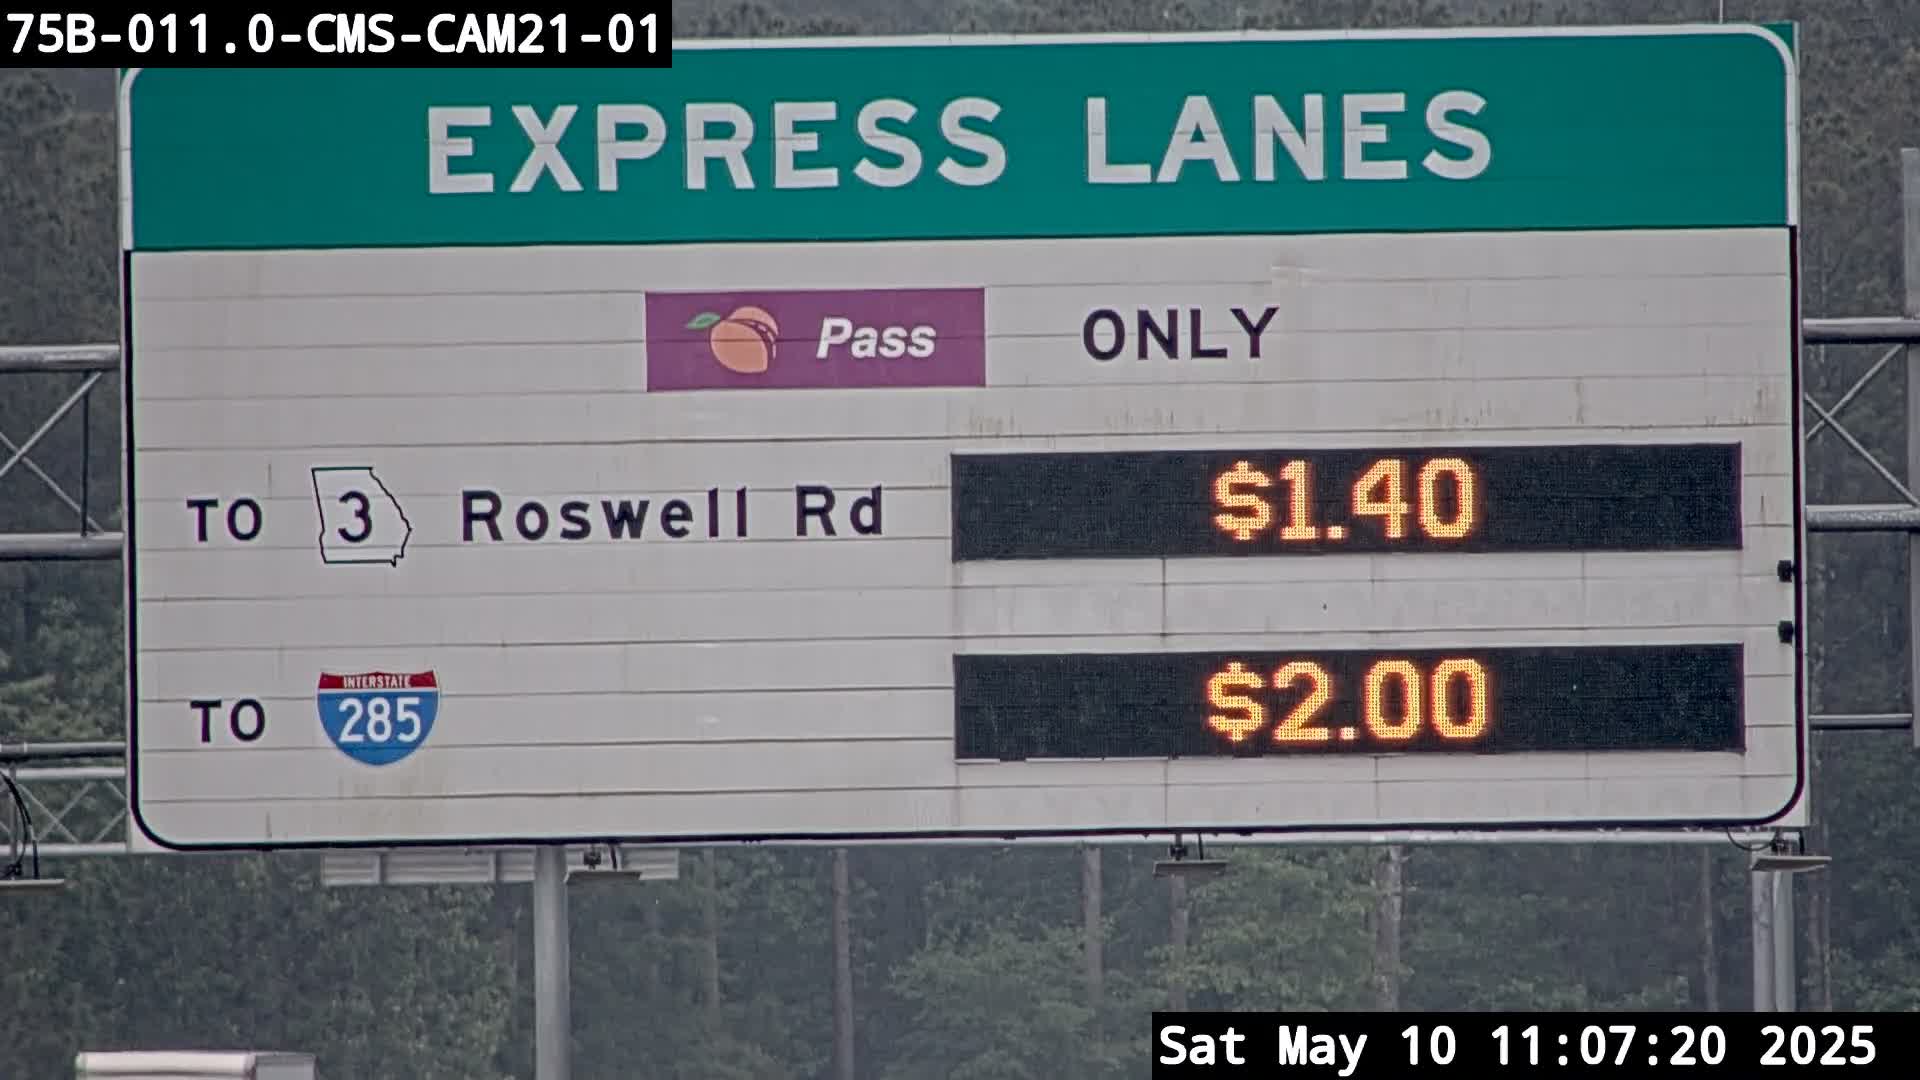 75B-011.0-CMS-CAM21-01
EXPRESS LANES
Pass ONLY
TO 3 Roswell Rd $1.40
INTERSTATE
TO 285 $2.00
Sat May 10 11:07:20 2025